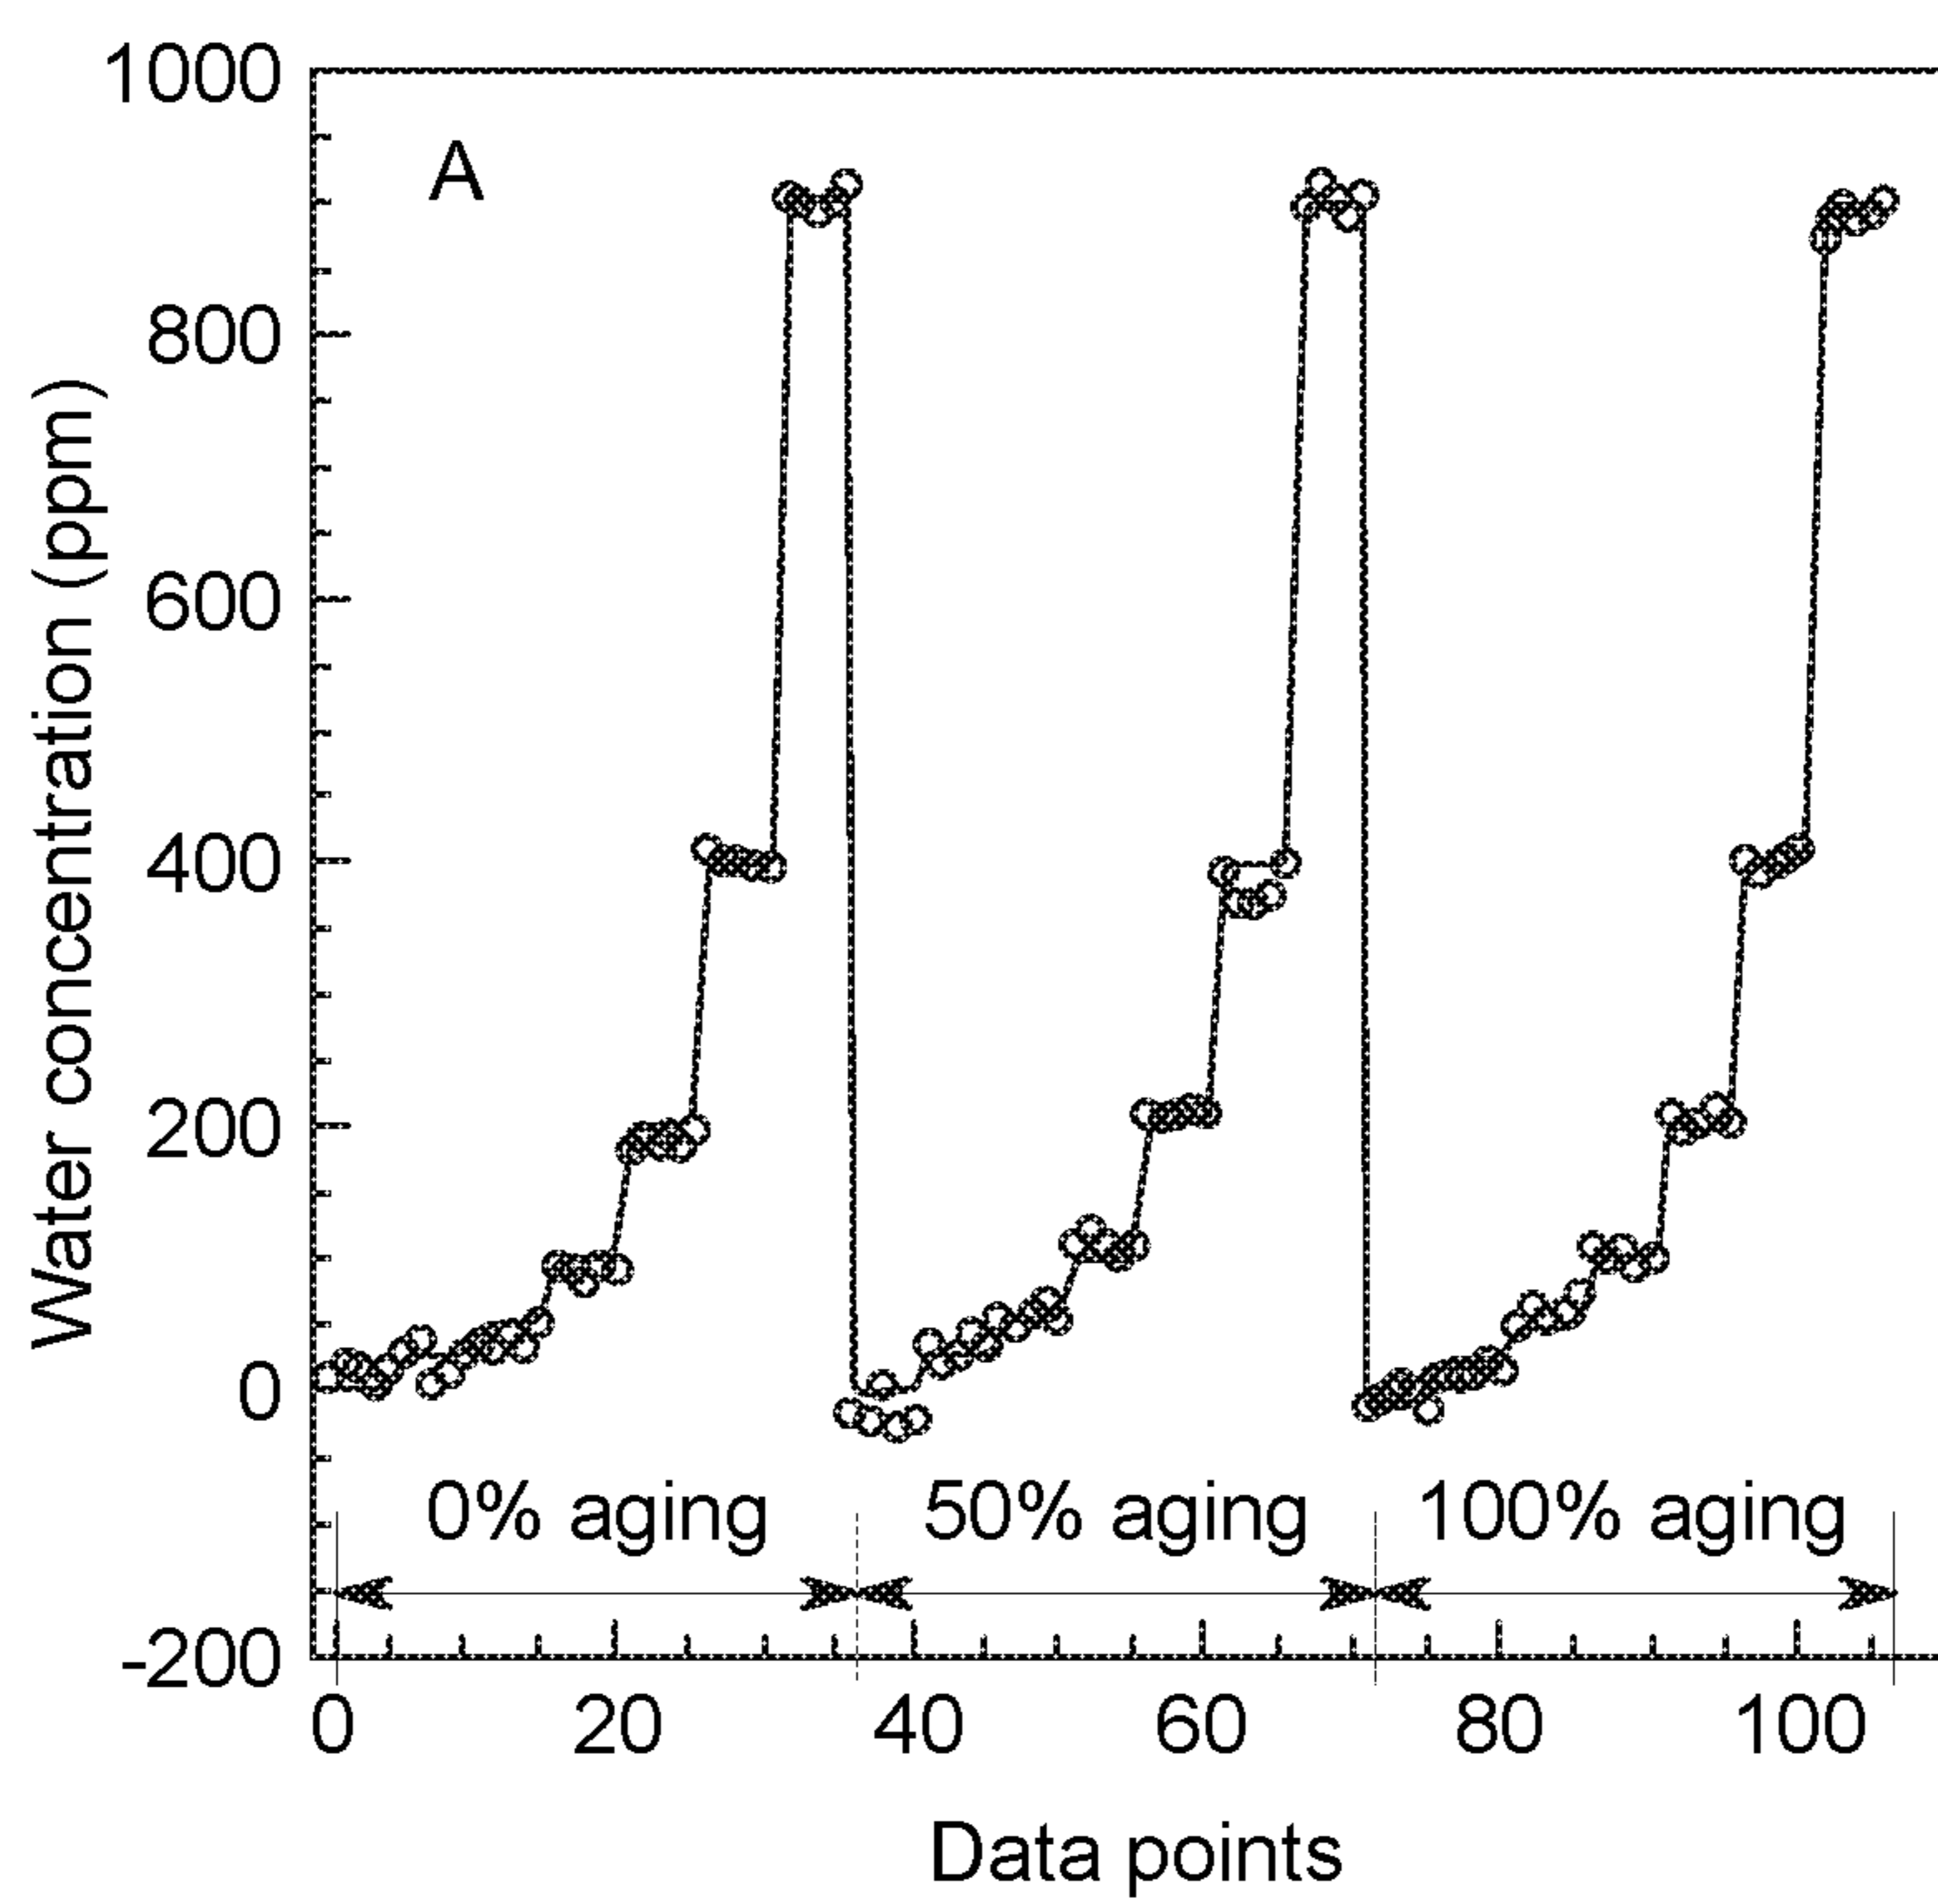 1000
A
800
600
400
200
0
-200
Water concentration (ppm)
0% aging 50% aging 100% aging
0 20 40 60 80 100
Data points